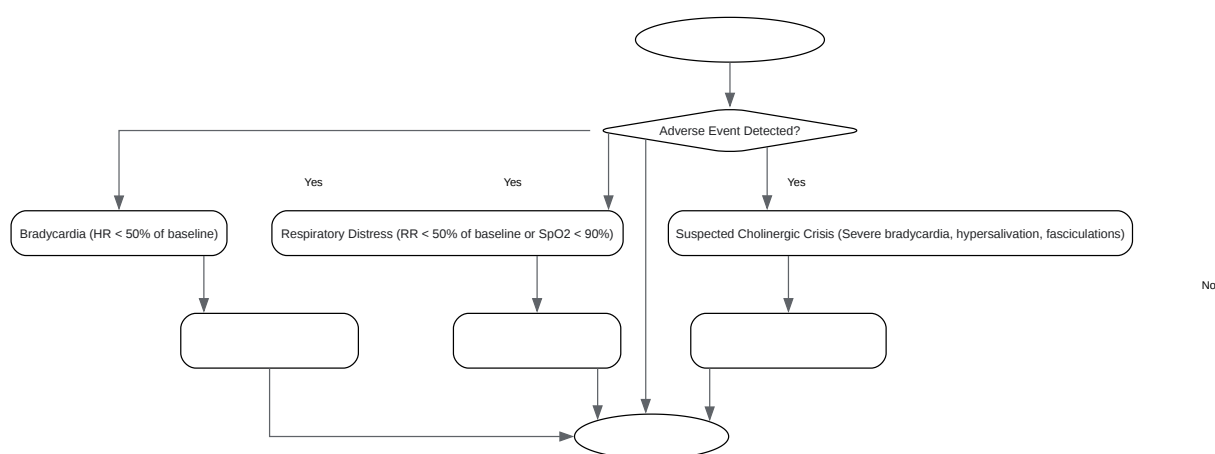 Adverse Event Detected?
Yes
Yes
Yes
Bradycardia (HR < 50% of baseline)
Respiratory Distress (RR < 50% of baseline or SpO2 < 90%)
Suspected Cholinergic Crisis (Severe bradycardia, hypersalivation, fasciculations)
No